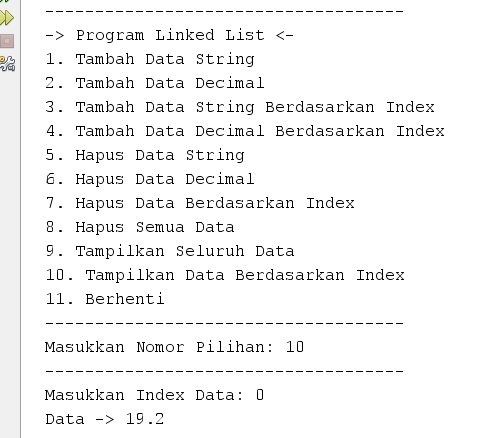 ------------------------------------
-> Program Linked List <-
1. Tambah Data String
2. Tambah Data Decimal
3. Tambah Data String Berdasarkan Index
4. Tambah Data Decimal Berdasarkan Index
5. Hapus Data String
6. Hapus Data Decimal
7. Hapus Data Berdasarkan Index
8. Hapus Semua Data
9. Tampilkan Seluruh Data
10. Tampilkan Data Berdasarkan Index
11. Berhenti
------------------------------------
Masukkan Nomor Pilihan: 10
------------------------------------
Masukkan Index Data: 0
Data -> 19.2